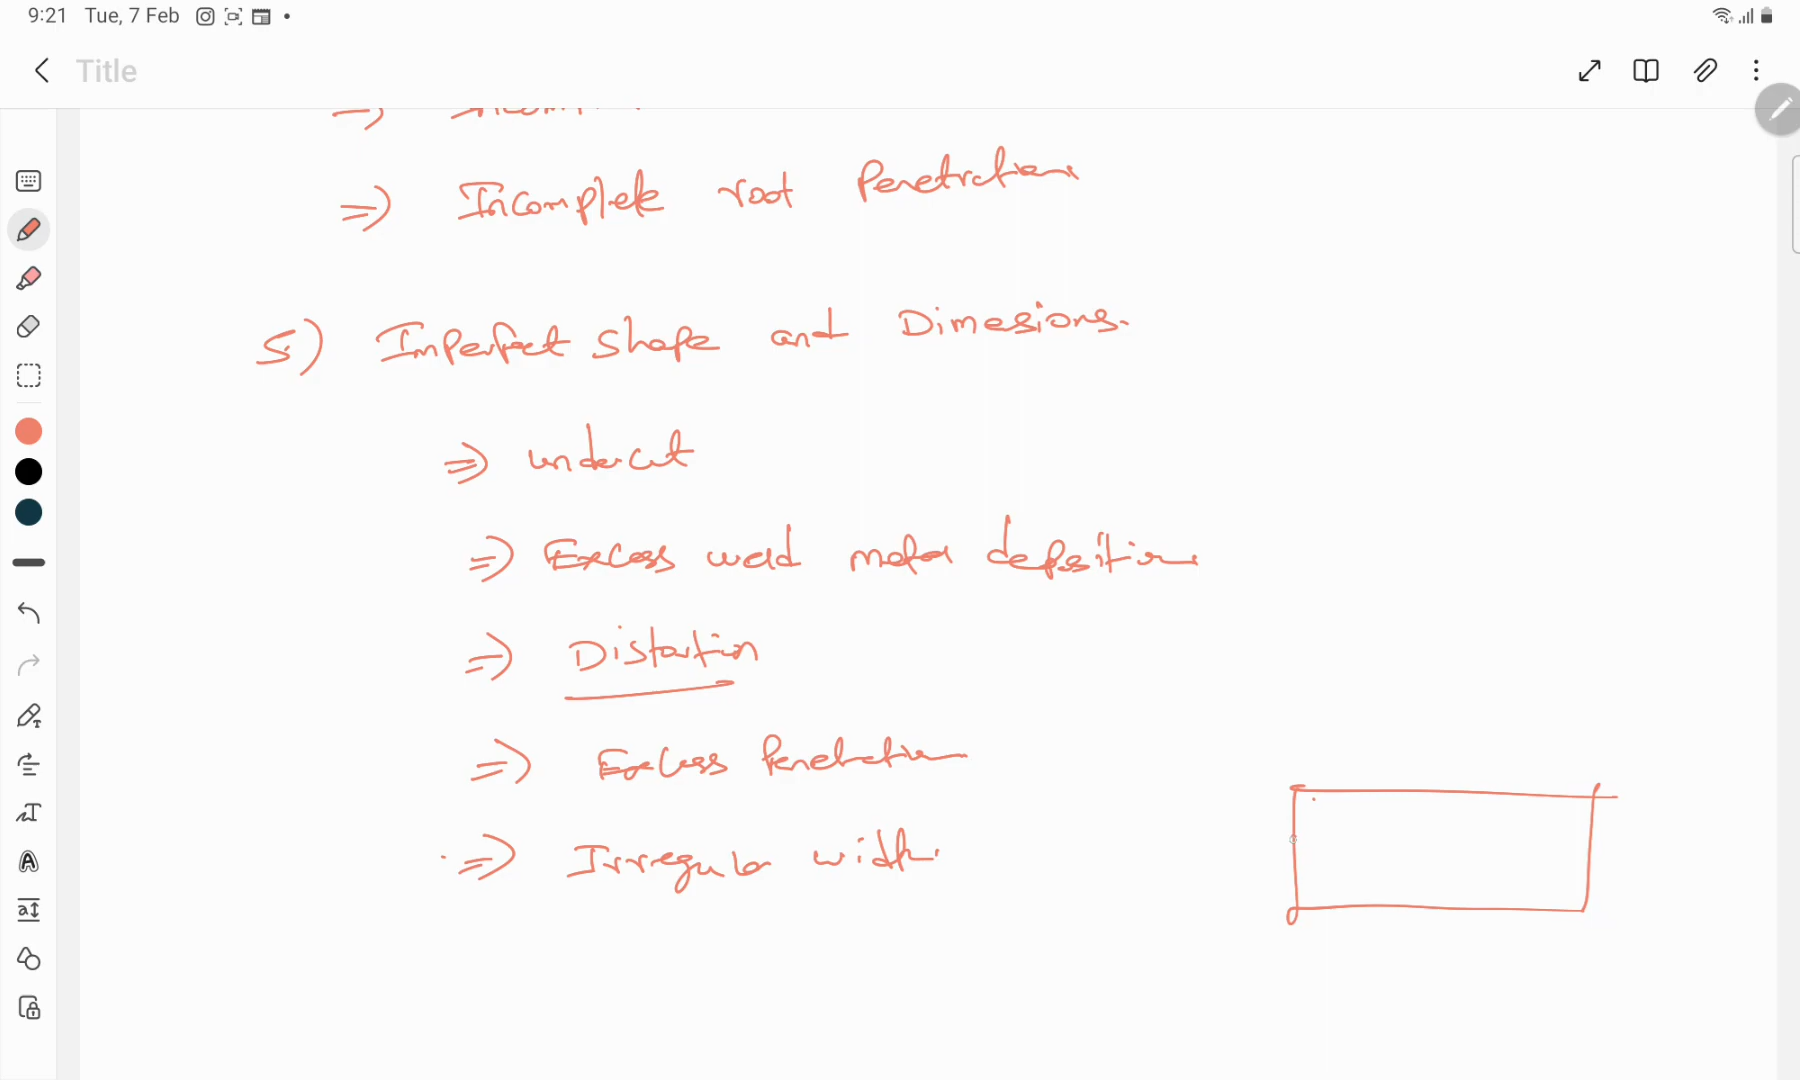 9:21 Tue, 7 Feb
Title
=> Incomplete root Penetration
5) Imperfect shape and Dimesions.
=> undercut
=> Excess weld metal deposition
=> Distortion
=> Excess Penetration
=> Irregular width